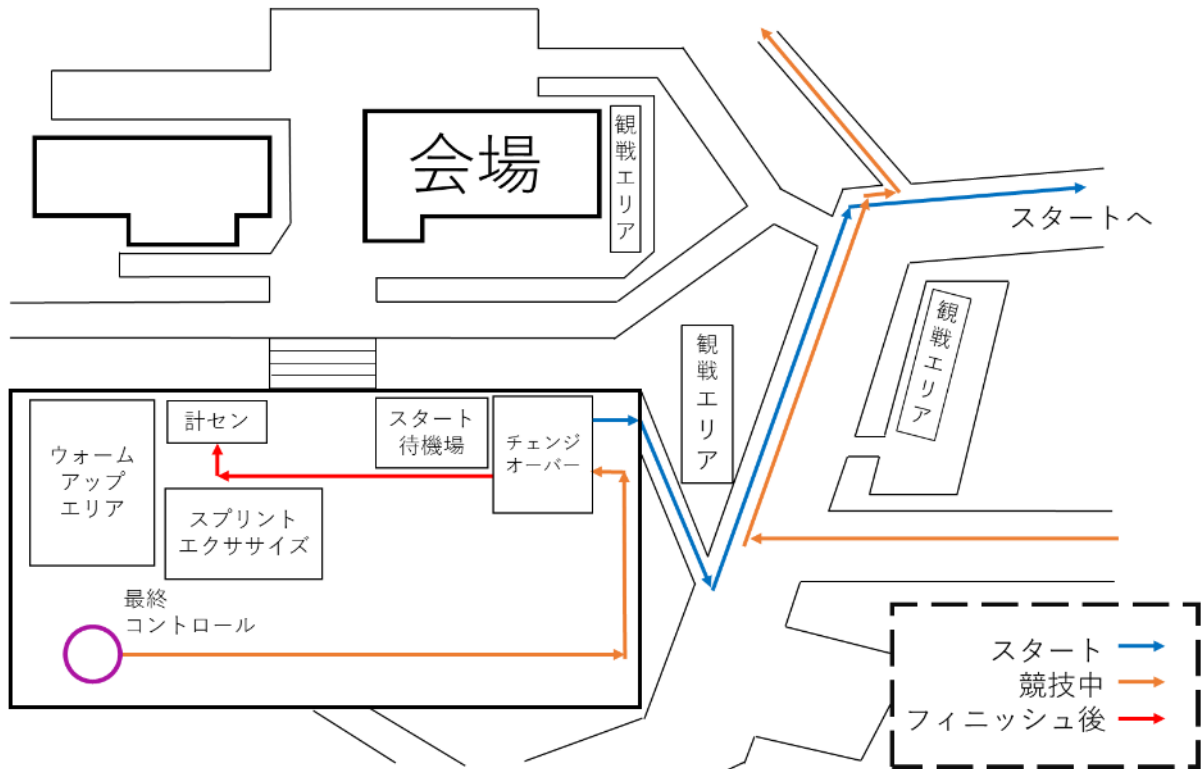 会場
観戦エリア
スタートへ
観戦エリア
観戦エリア
計セン
スタート
待機場
チェンジ
オーバー
ウォーム
アップ
エリア
スプリント
エクササイズ
最終
コントロール
スタート
競技中
フィニッシュ後